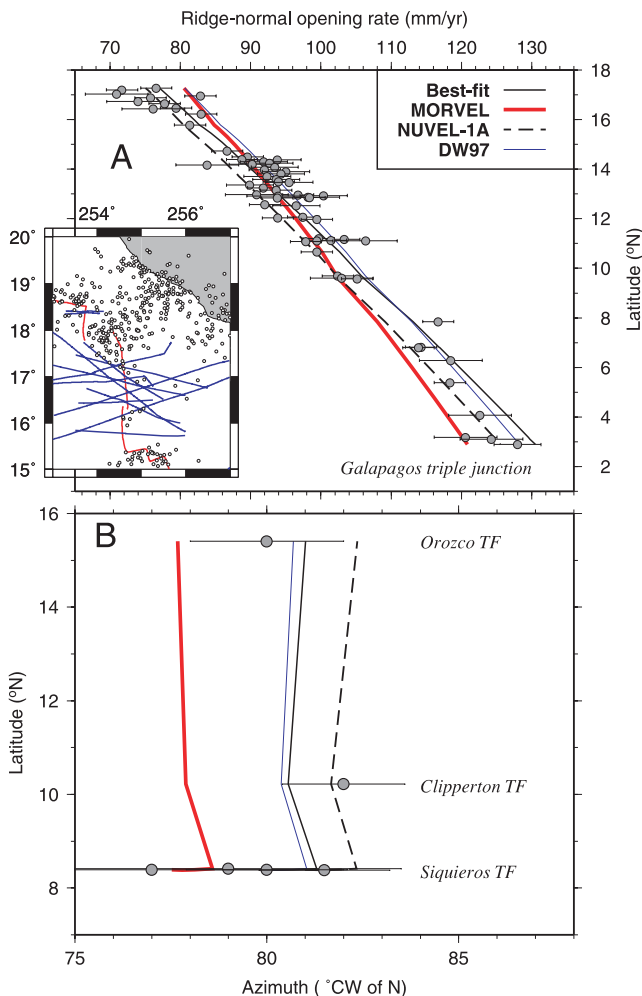 Ridge-normal opening rate (mm/yr)
70 80 90 100 110 120 130
A
Best-fit
MORVEL
NUVEL-1A
DW97
18
16
14
12
10
8
6
4
2
Latitude (°N)
254° 256°
20°
19°
18°
17°
16°
15°
Galapagos triple junction
B
16
14
12
10
8
Latitude (°N)
Orozco TF
Clipperton TF
Siquieros TF
75 80 85
Azimuth ( °CW of N)